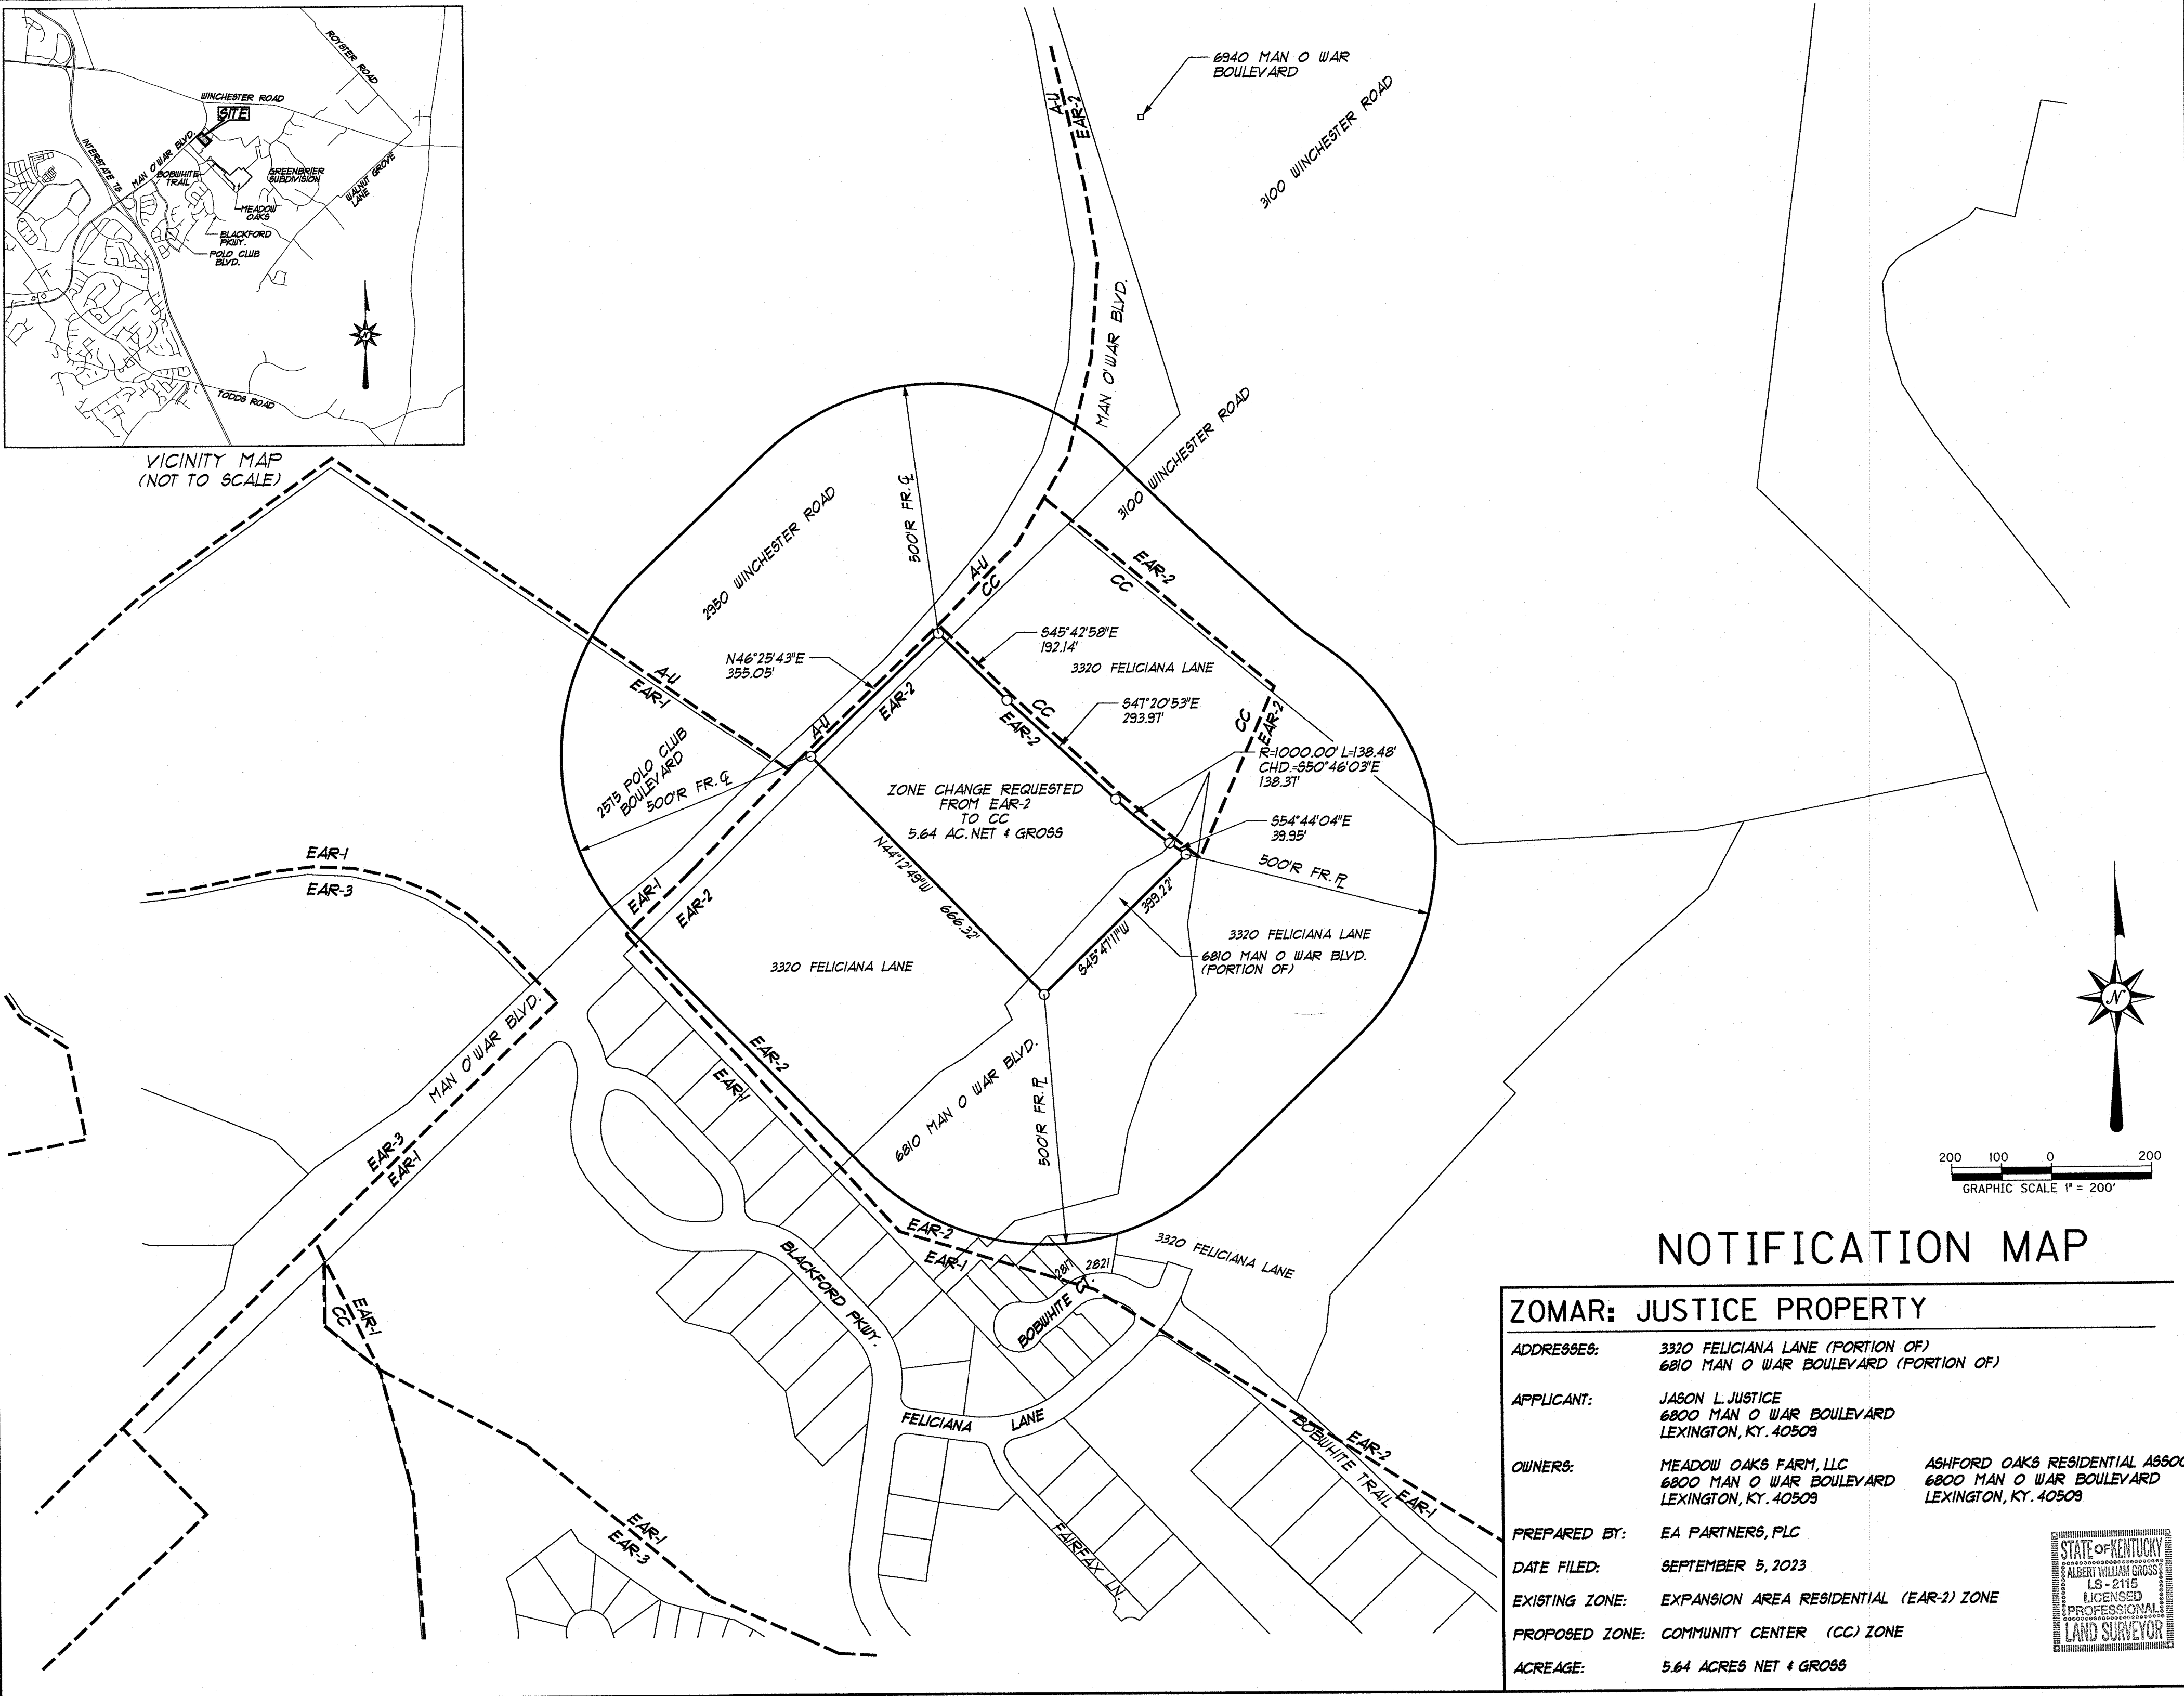 ROYSTER ROAD
WINCHESTER ROAD
SITE
INTERSTATE 75
MAN O'WAR BLVD.
BOBWHITE
TRAIL
GREENBRIER
SUBDIVISION
WALNUT GROVE
LANE
MEADOW
OAKS
BLACKFORD
PKWY.
POLO CLUB
BLVD.
N
TODDS ROAD
VICINITY MAP
(NOT TO SCALE)
6940 MAN O WAR
BOULEVARD
A-U
EAR-2
3100 WINCHESTER ROAD
MAN O'WAR BLVD.
3100 WINCHESTER ROAD
500'R FR. ℄
2950 WINCHESTER ROAD
A-U
CC
EAR-2
CC
S45°42'58"E
192.14'
N46°25'43"E
355.05'
3320 FELICIANA LANE
A-U
EAR-1
A-U
EAR-2
CC
EAR-2
S47°20'53"E
293.97'
CC
EAR-2
2575 POLO CLUB
BOULEVARD
500'R FR. ℄
R=1000.00' L=138.48'
CHD.=S50°46'03"E
138.37'
ZONE CHANGE REQUESTED
FROM EAR-2
TO CC
5.64 AC. NET & GROSS
S54°44'04"E
39.95'
N44°12'49"W 666.32'
500'R FR. ⅊
EAR-1
EAR-3
EAR-1
EAR-2
S45°47'11"W 399.22'
3320 FELICIANA LANE
6810 MAN O WAR BLVD.
(PORTION OF)
3320 FELICIANA LANE
MAN O'WAR BLVD.
EAR-2
EAR-1
6810 MAN O WAR BLVD.
500'R FR. ⅊
EAR-3
EAR-1
N
200 100 0 200
GRAPHIC SCALE 1" = 200'
EAR-2
EAR-1
3320 FELICIANA LANE
2817
2821
BOBWHITE CT.
BLACKFORD PKWY.
EAR-1
CC
FELICIANA LANE
BOBWHITE TRAIL
EAR-2
EAR-1
FAIRFAX LN.
EAR-1
EAR-3
NOTIFICATION MAP
ZOMAR: JUSTICE PROPERTY
ADDRESSES: 3320 FELICIANA LANE (PORTION OF)
6810 MAN O WAR BOULEVARD (PORTION OF)
APPLICANT: JASON L. JUSTICE
6800 MAN O WAR BOULEVARD
LEXINGTON, KY. 40509
OWNERS: MEADOW OAKS FARM, LLC
6800 MAN O WAR BOULEVARD
LEXINGTON, KY. 40509
ASHFORD OAKS RESIDENTIAL ASSOC
6800 MAN O WAR BOULEVARD
LEXINGTON, KY. 40509
PREPARED BY: EA PARTNERS, PLC
DATE FILED: SEPTEMBER 5, 2023
EXISTING ZONE: EXPANSION AREA RESIDENTIAL (EAR-2) ZONE
PROPOSED ZONE: COMMUNITY CENTER (CC) ZONE
ACREAGE: 5.64 ACRES NET & GROSS
STATE OF KENTUCKY
ALBERT WILLIAM GROSS
LS-2115
LICENSED
PROFESSIONAL
LAND SURVEYOR